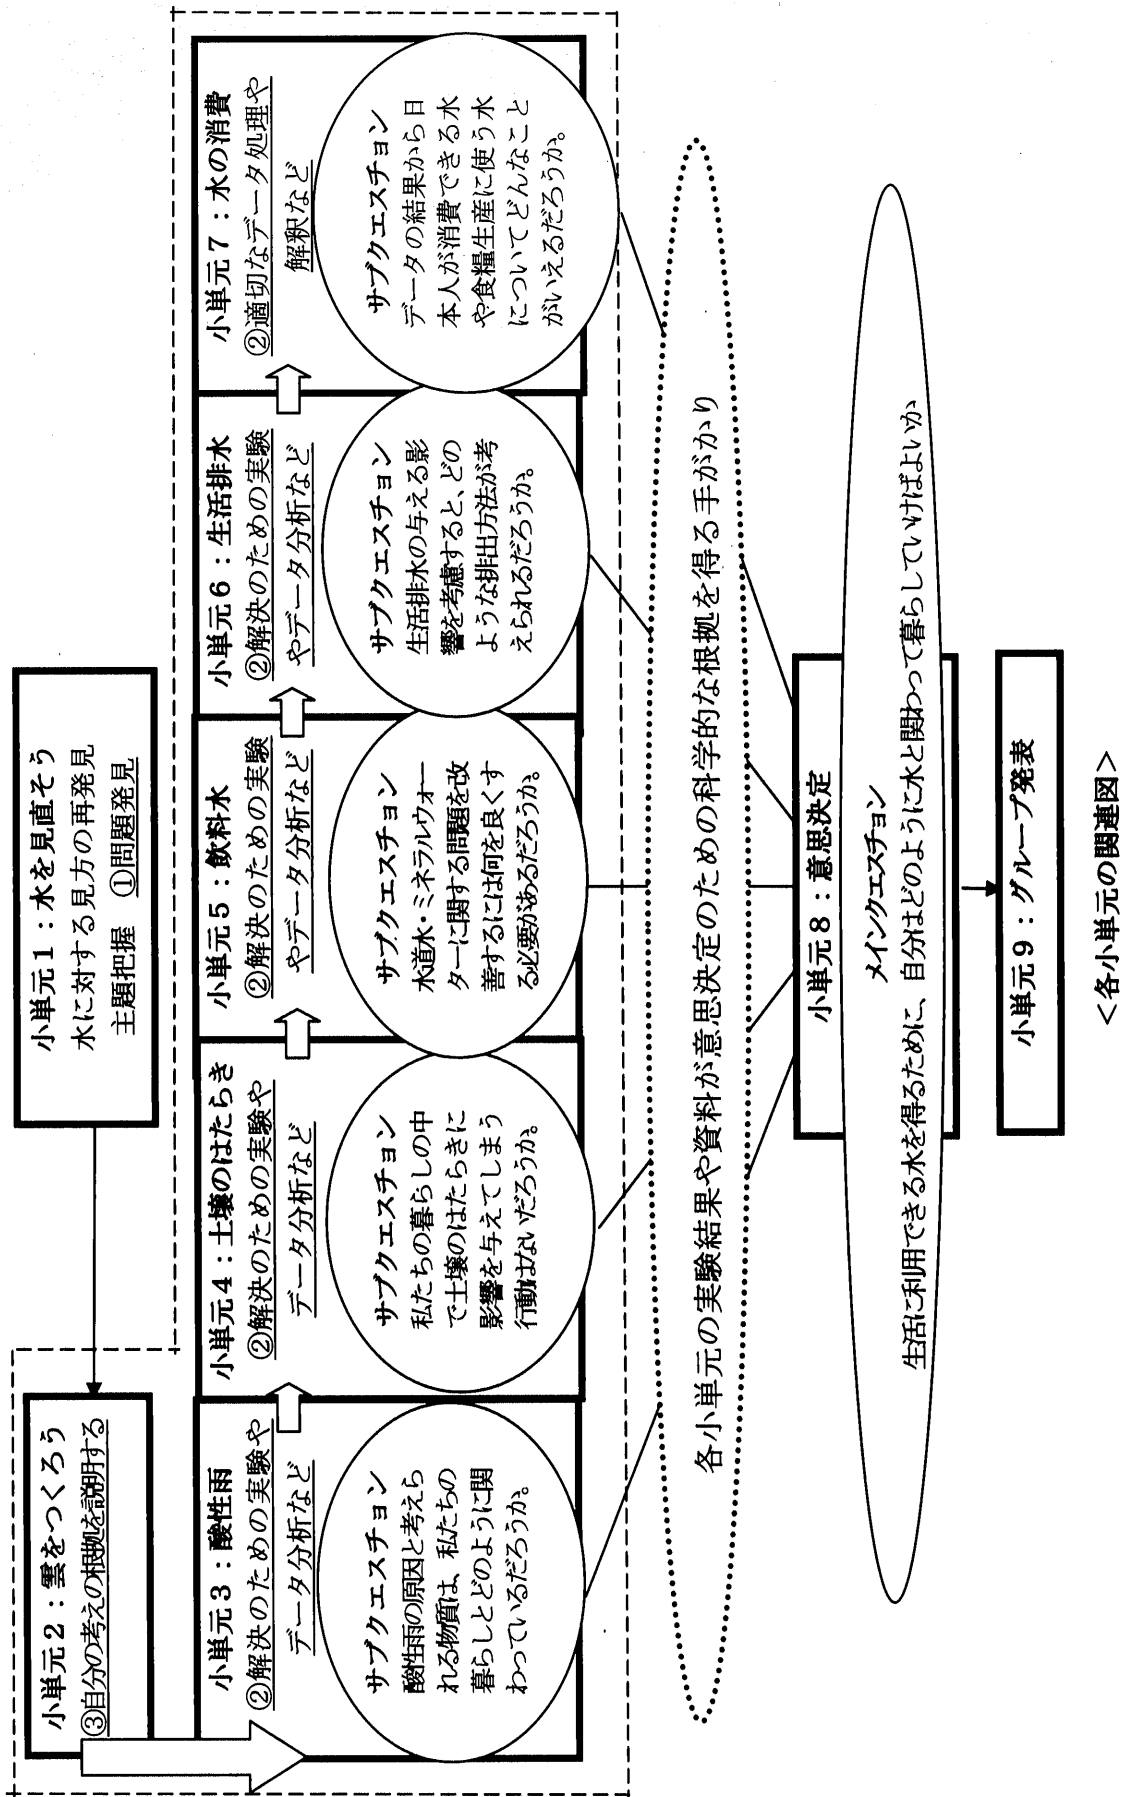 小単元1：水を見直そう
水に対する見方の再発見
主題把握　①問題発見
小単元2：雲をつくろう
③自分の考えの根拠を説明する
小単元3：酸性雨
②解決のための実験や
データ分析など
サブクエスチョン
酸性雨の原因と考えら
れる物質は、私たちの
暮らしとどのように関
わっているだろうか。
小単元4：土壌のはたらき
②解決のための実験や
データ分析など
サブクエスチョン
私たちの暮らしの中
で土壌のはたらきに
影響を与えてしまう
行動はないだろうか。
小単元5：飲料水
②解決のための実験
やデータ分析など
サブクエスチョン
水道水・ミネラルウォー
ターに関する問題を改
善するには何を良くす
る必要があるだろうか。
小単元6：生活排水
②解決のための実験
やデータ分析など
サブクエスチョン
生活排水の与える影
響を考慮すると、どの
ような排出方法が考
えられるだろうか。
小単元7：水の消費
②適切なデータ処理や
解釈など
サブクエスチョン
データの結果から日
本人が消費できる水
や食糧生産に使う水
についてどんなこと
がいえるだろうか。
各小単元の実験結果や資料が意思決定のための科学的な根拠を得る手がかり
小単元8：意思決定
メインクエスチョン
生活に利用できる水を得るために、自分はどのように水と関わって暮らしていけばよいか
小単元9：グループ発表
＜各小単元の関連図＞